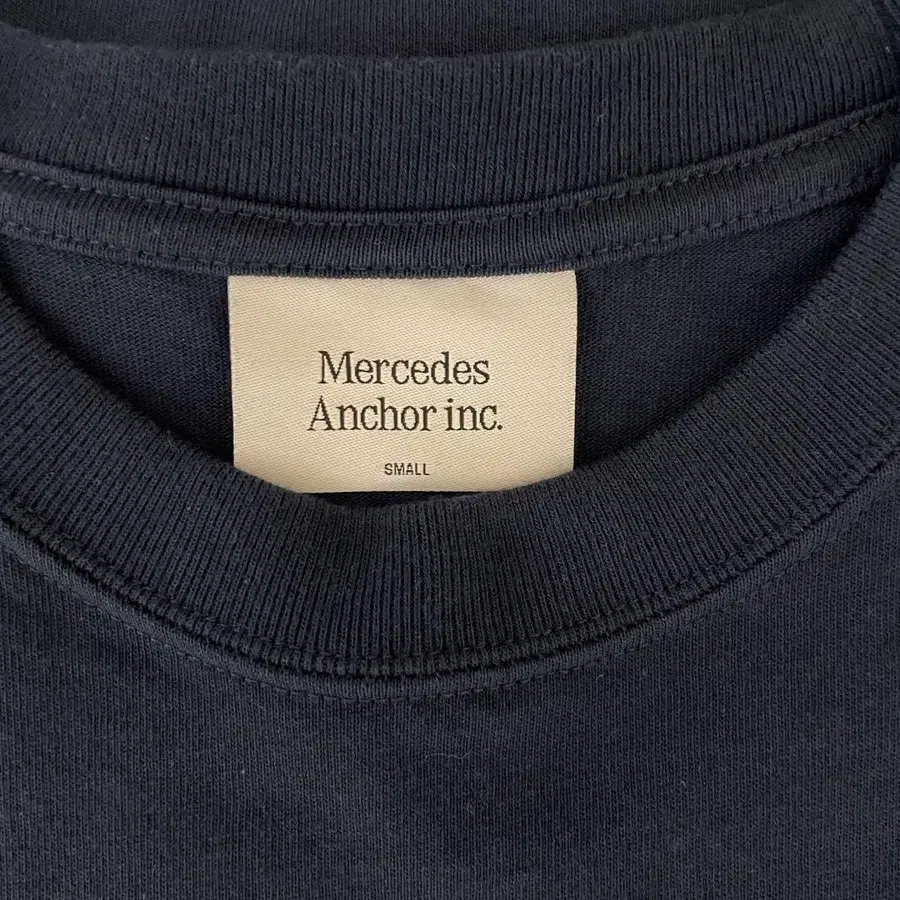 Mercedes
Anchor inc.
SMALL